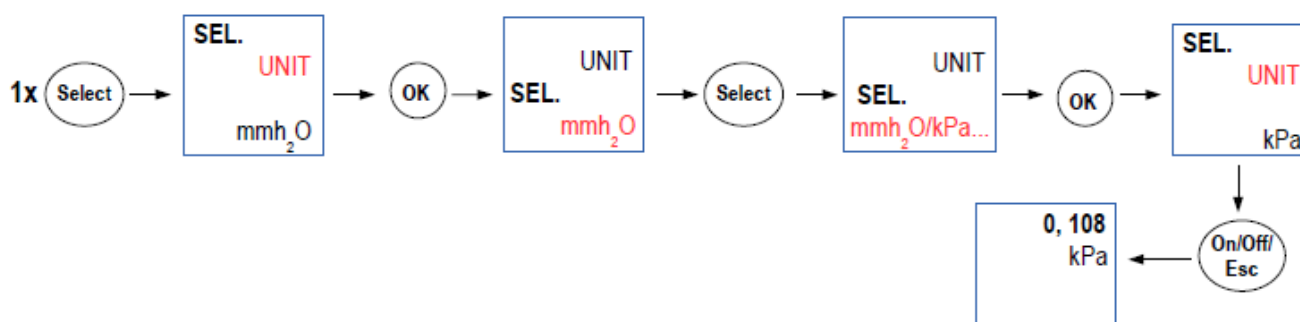 1x Select
SEL.
UNIT
mmh₂O
OK
UNIT
SEL.
mmh₂O
Select
UNIT
SEL.
mmh₂O/kPa...
OK
SEL.
UNIT
kPa
On/Off/
Esc
0, 108
kPa